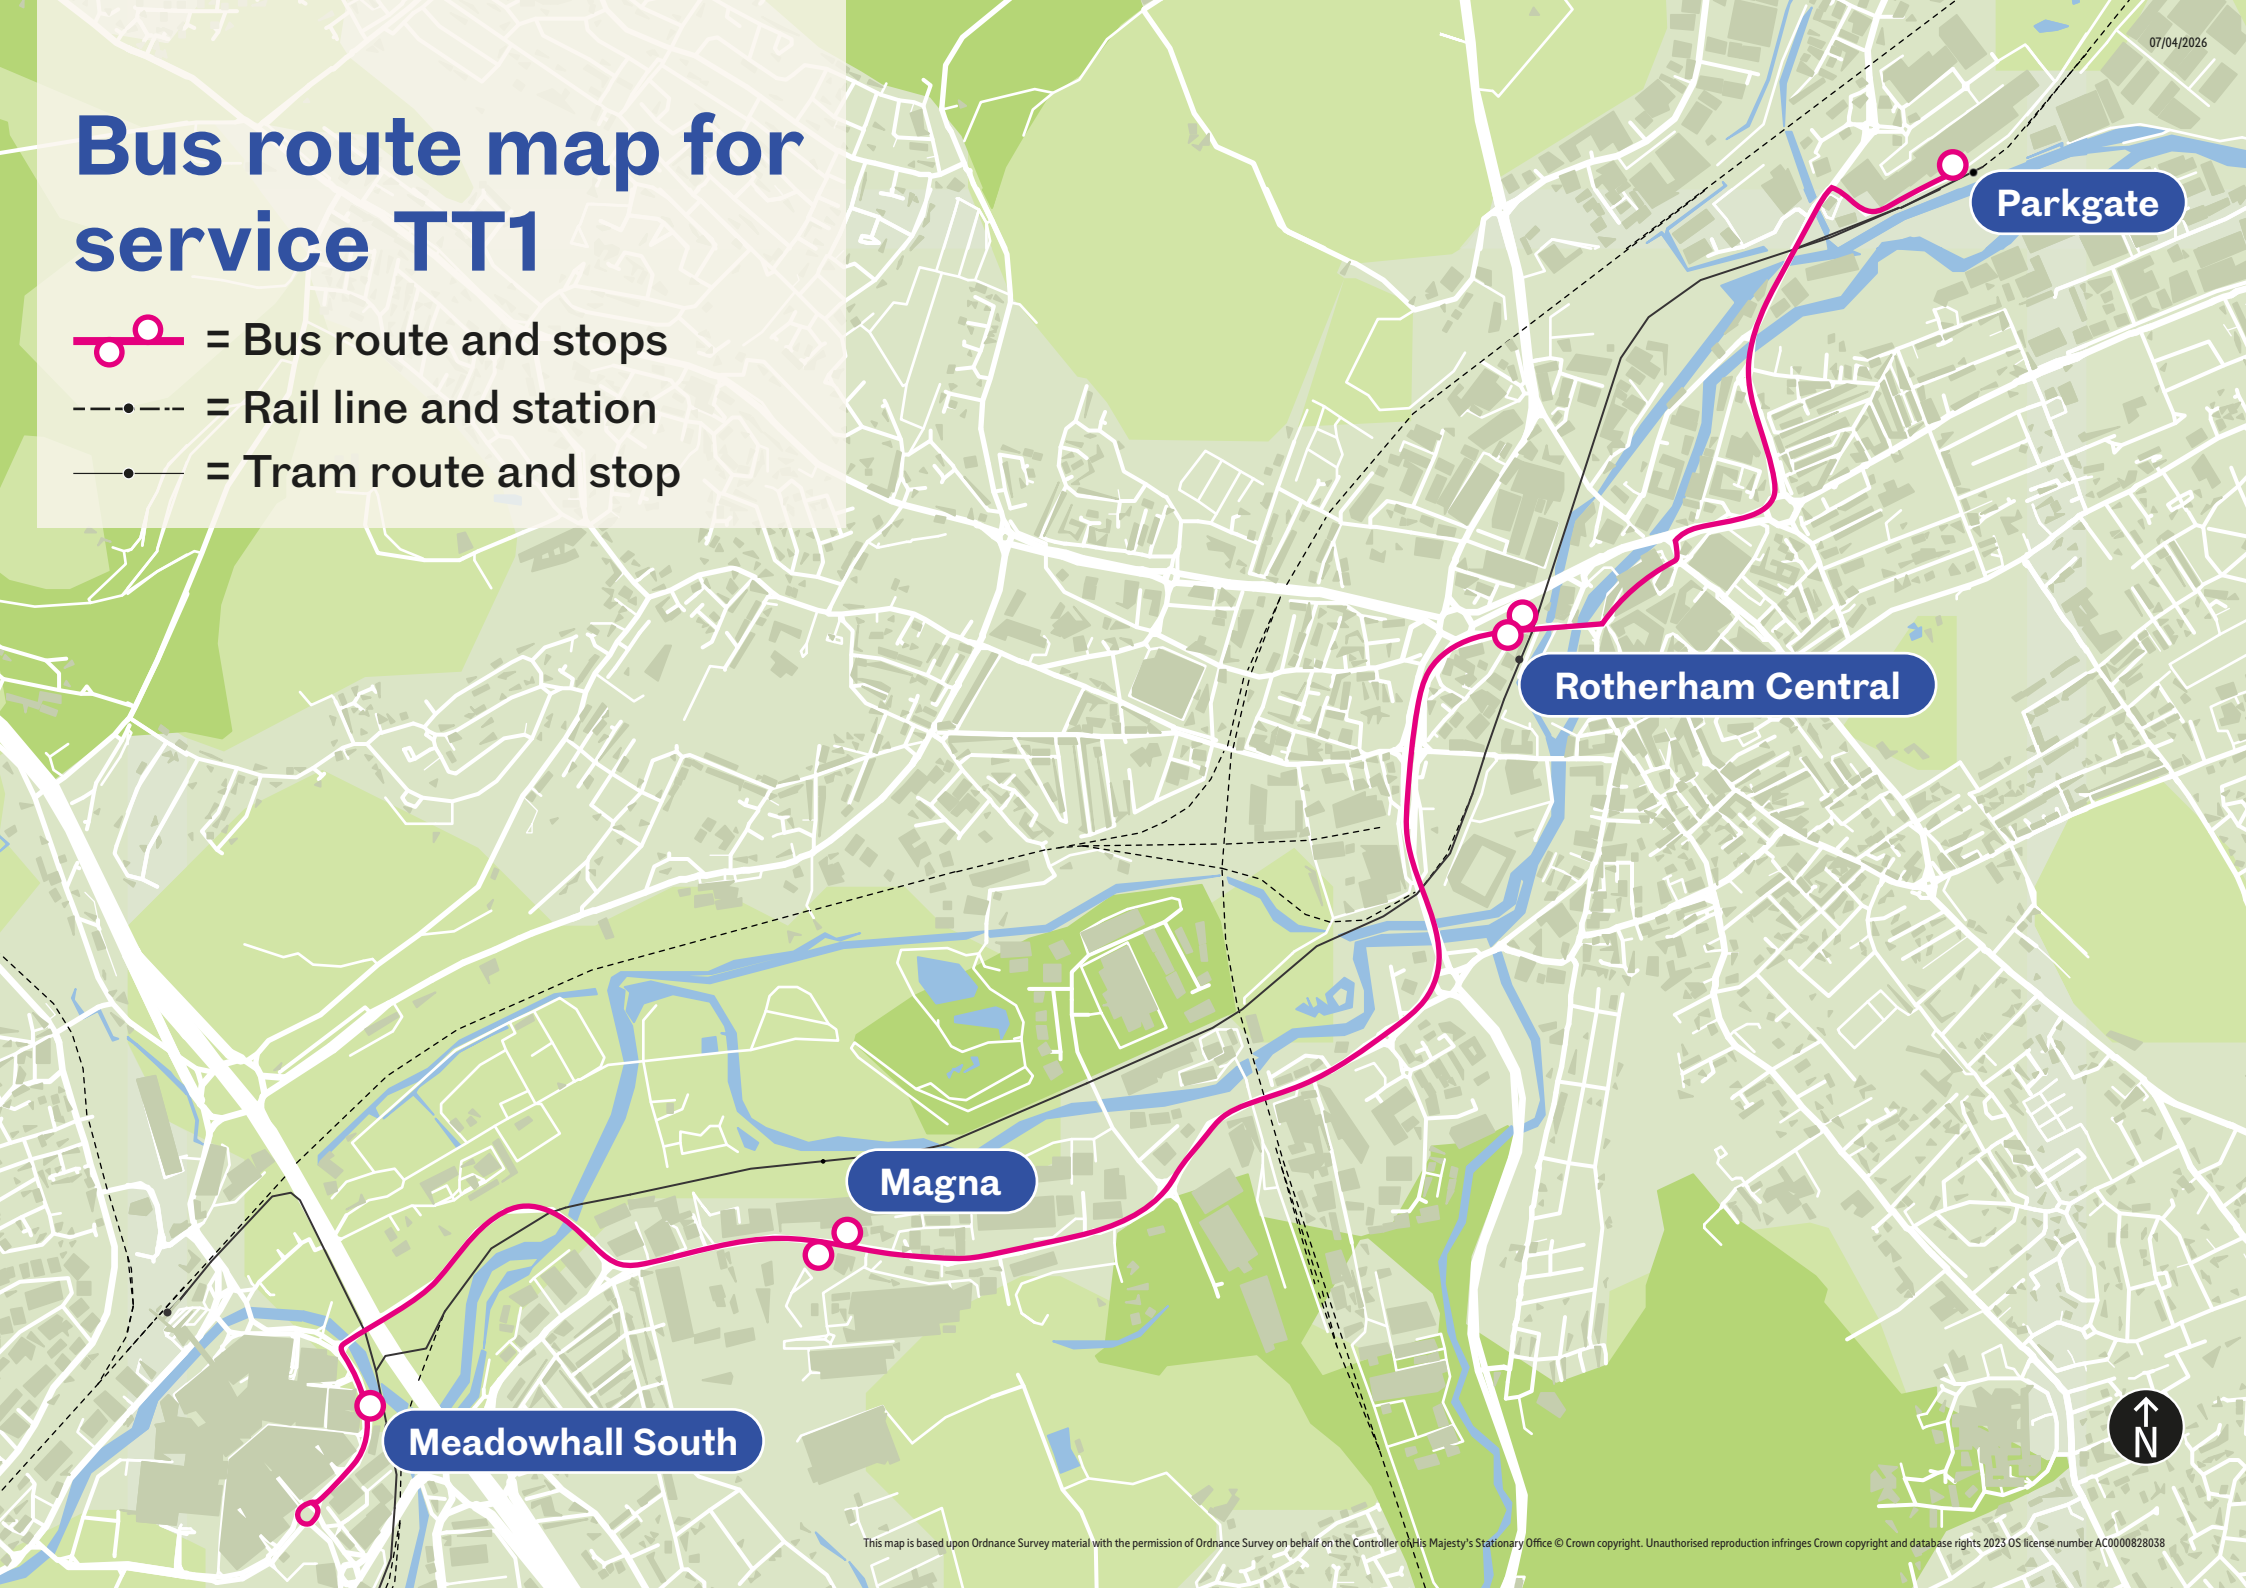 07/04/2026
Bus route map for
service TT1
= Bus route and stops
= Rail line and station
= Tram route and stop
Parkgate
Rotherham Central
Magna
Meadowhall South
N
This map is based upon Ordnance Survey material with the permission of Ordnance Survey on behalf on the Controller of His Majesty's Stationary Office © Crown copyright. Unauthorised reproduction infringes Crown copyright and database rights 2023 OS license number AC0000828038